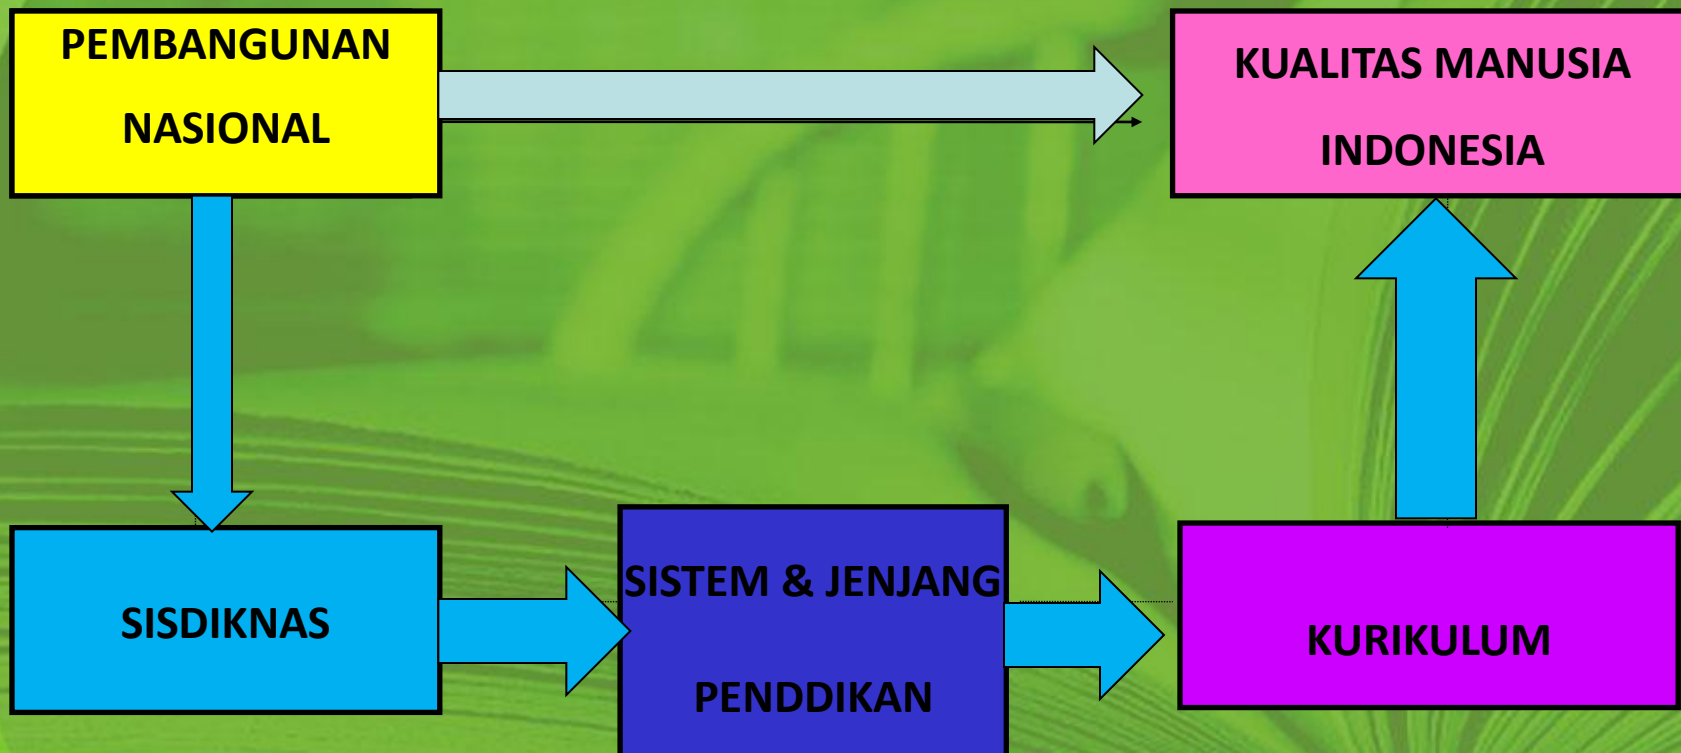 PEMBANGUNAN
NASIONAL
KUALITAS MANUSIA
INDONESIA
SISDIKNAS
SISTEM & JENJANG
PENDDIKAN
KURIKULUM